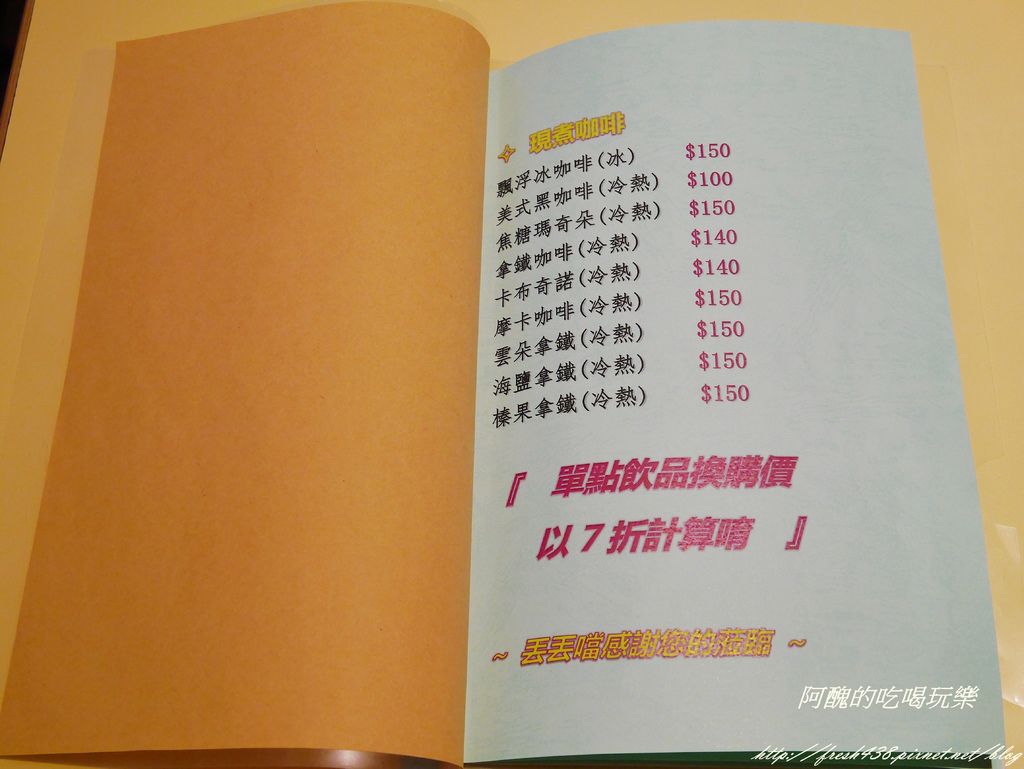 ✧ 現煮咖啡
飄浮冰咖啡(冰) $150
美式黑咖啡(冷熱) $100
焦糖瑪奇朵(冷熱) $150
拿鐵咖啡(冷熱) $140
卡布奇諾(冷熱) $140
摩卡咖啡(冷熱) $150
雲朵拿鐵(冷熱) $150
海鹽拿鐵(冷熱) $150
榛果拿鐵(冷熱) $150
『 單點飲品換購價
以 7 折計算唷 』
~ 丟丟噹感謝您的蒞臨 ~
阿醜的吃喝玩樂
http://fresh438.pixnet.net/blog